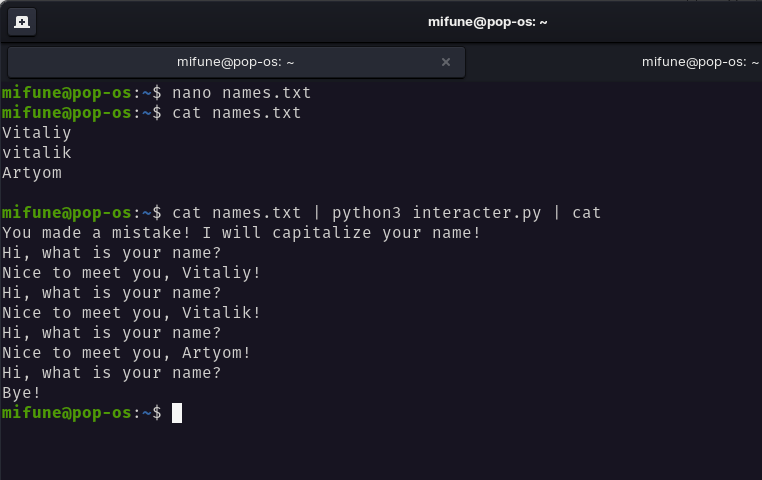 mifune@pop-os: ~
mifune@pop-os: ~ × mifune@pop-os: ~
mifune@pop-os:~$ nano names.txt
mifune@pop-os:~$ cat names.txt
Vitaliy
vitalik
Artyom
mifune@pop-os:~$ cat names.txt | python3 interacter.py | cat
You made a mistake! I will capitalize your name!
Hi, what is your name?
Nice to meet you, Vitaliy!
Hi, what is your name?
Nice to meet you, Vitalik!
Hi, what is your name?
Nice to meet you, Artyom!
Hi, what is your name?
Bye!
mifune@pop-os:~$